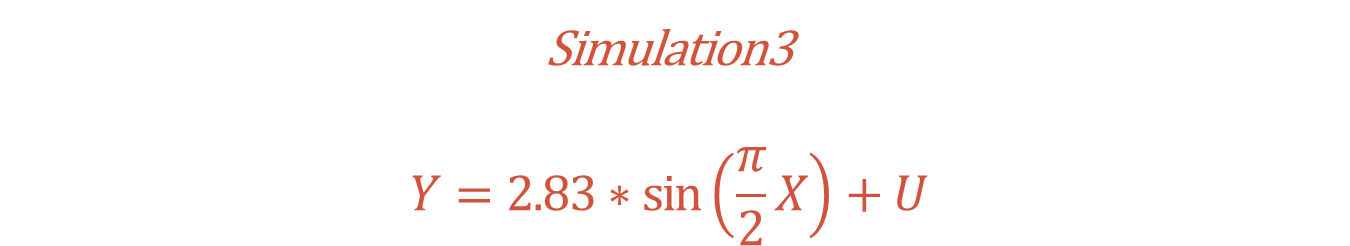 Simulation3
Y = 2.83 * sin(π/2 X) + U